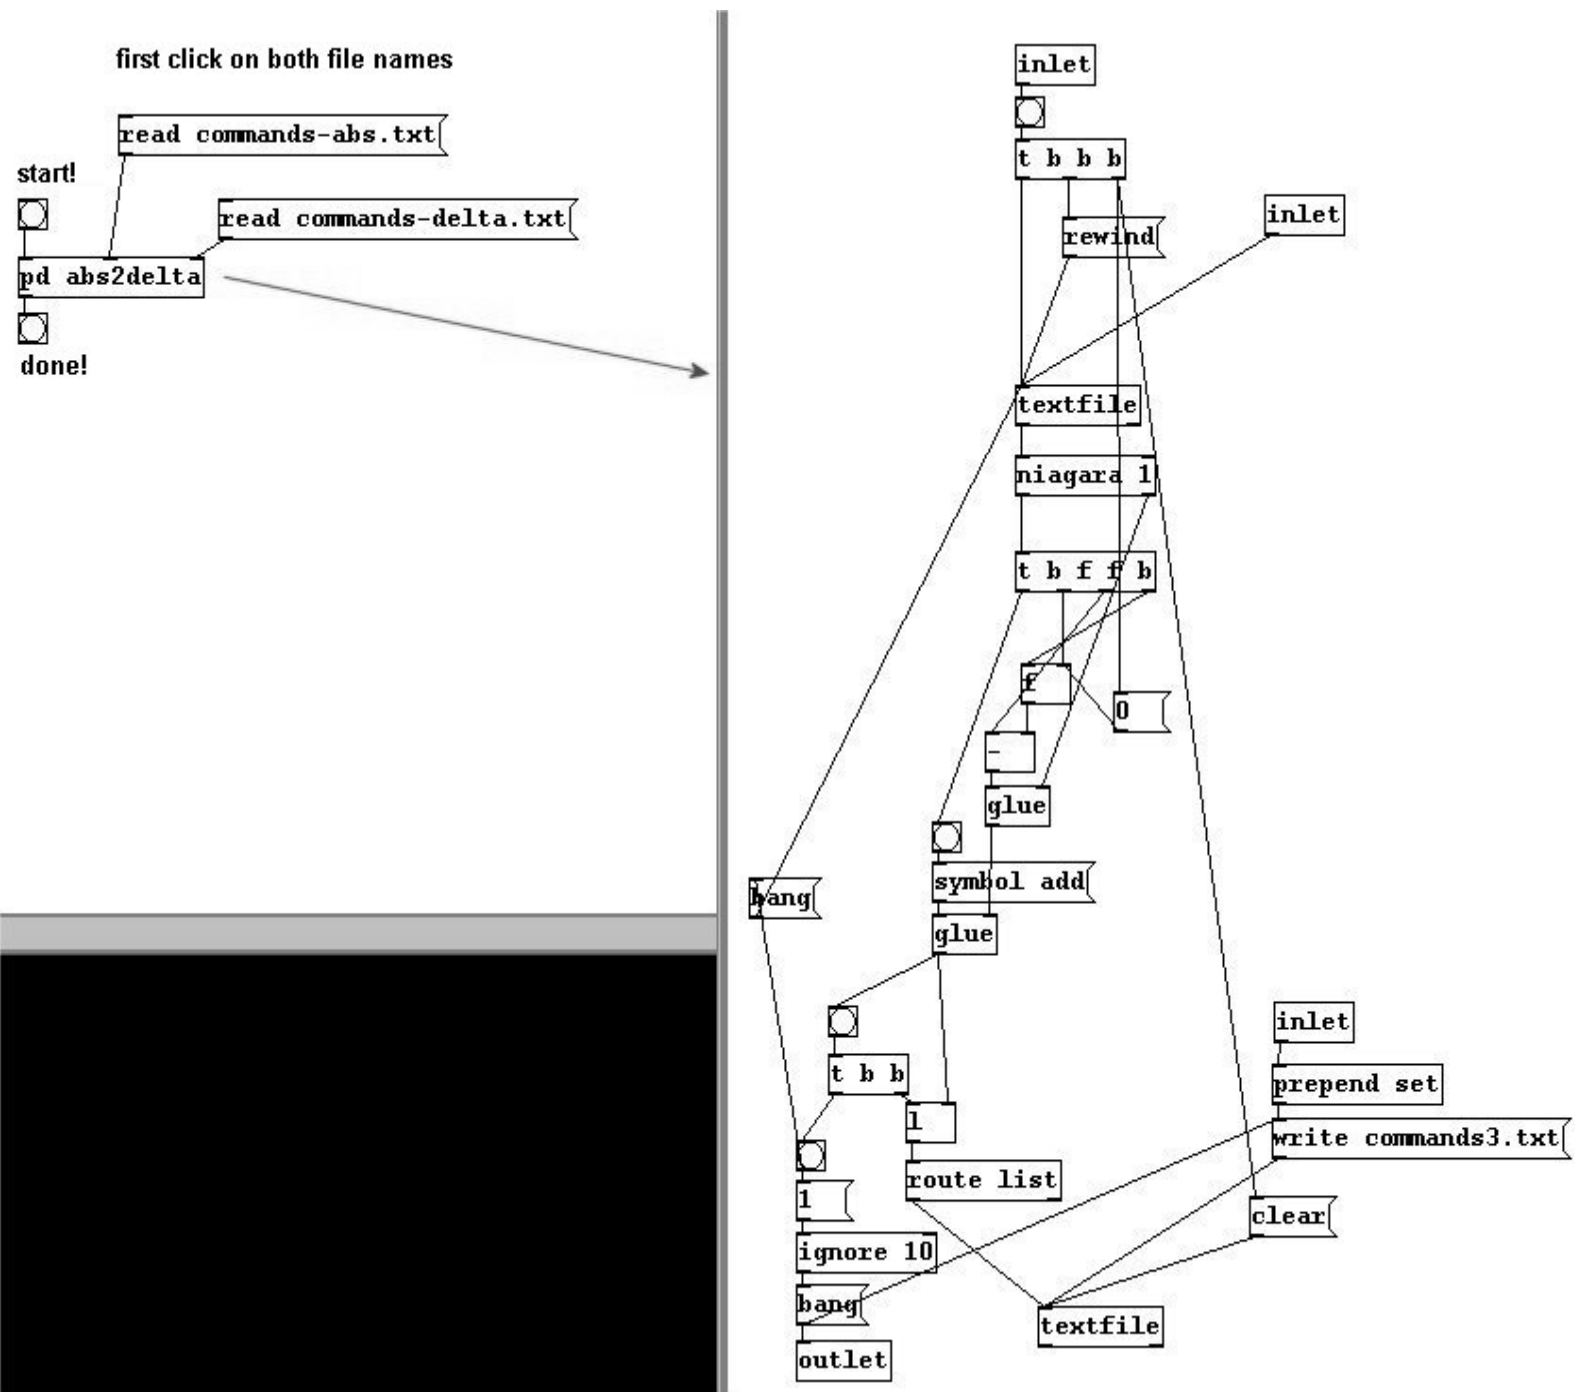 first click on both file names
read commands-abs.txt
start!
read commands-delta.txt
pd abs2delta
done!
inlet
t b b b
inlet
rewind
textfile
niagara 1
t b f f b
f
0
-
glue
symbol add
bang
glue
inlet
t b b
prepend set
l
write commands3.txt
route list
1
clear
ignore 10
bang
textfile
outlet